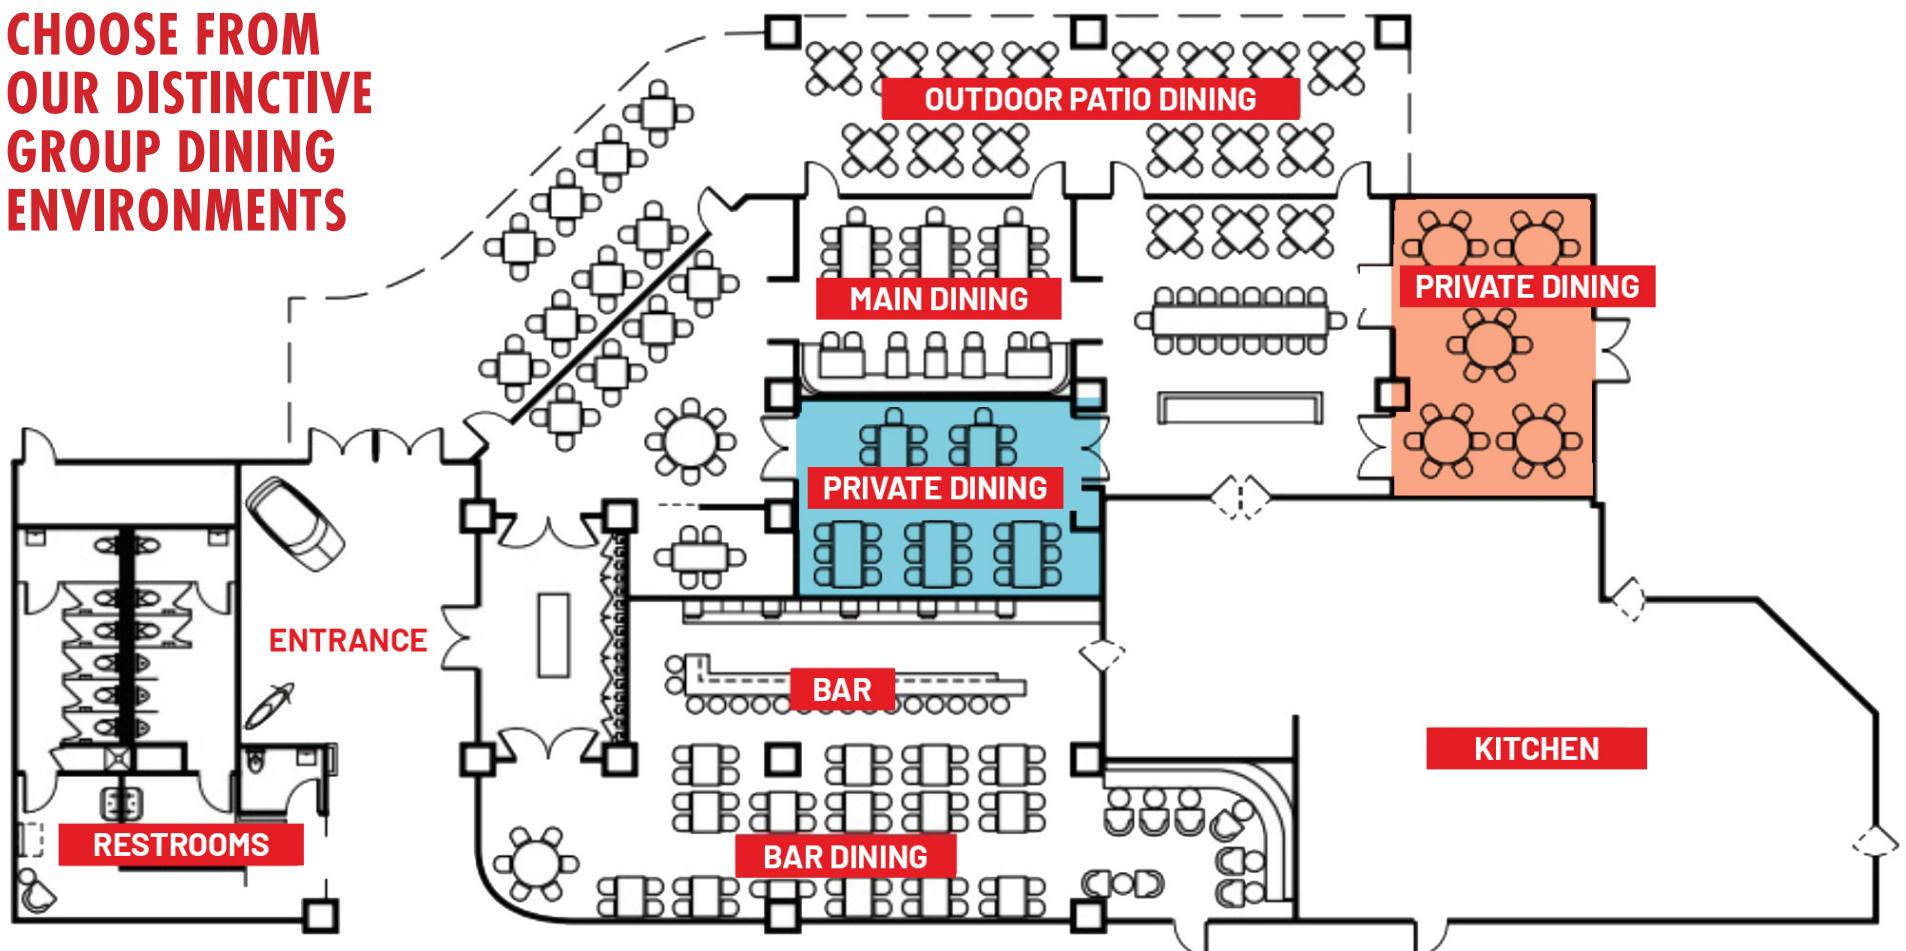 CHOOSE FROM
OUR DISTINCTIVE
GROUP DINING
ENVIRONMENTS
OUTDOOR PATIO DINING
MAIN DINING
PRIVATE DINING
PRIVATE DINING
ENTRANCE
BAR
KITCHEN
RESTROOMS
BAR DINING